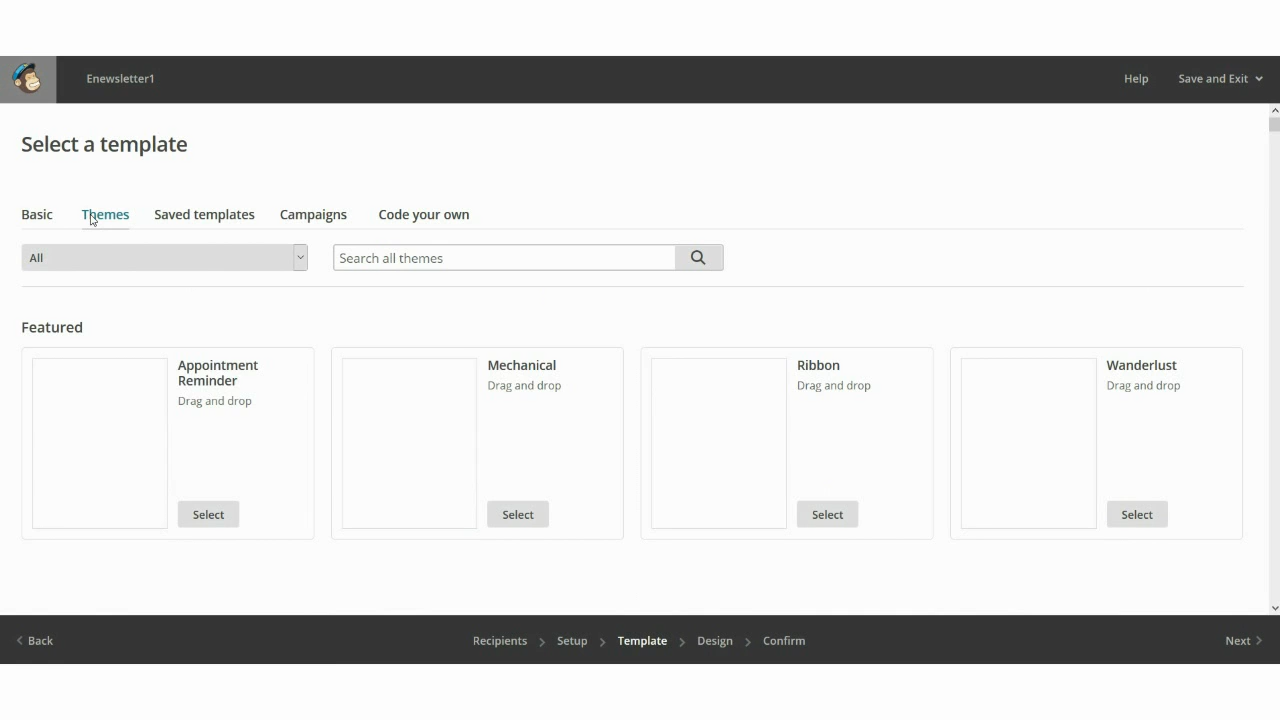 Enewsletter1
Help
Save and Exit
Select a template
Basic
Themes
Saved templates
Campaigns
Code your own
All
Search all themes
Featured
Appointment
Reminder
Drag and drop
Select
Mechanical
Drag and drop
Select
Ribbon
Drag and drop
Select
Wanderlust
Drag and drop
Select
Back
Recipients
Setup
Template
Design
Confirm
Next